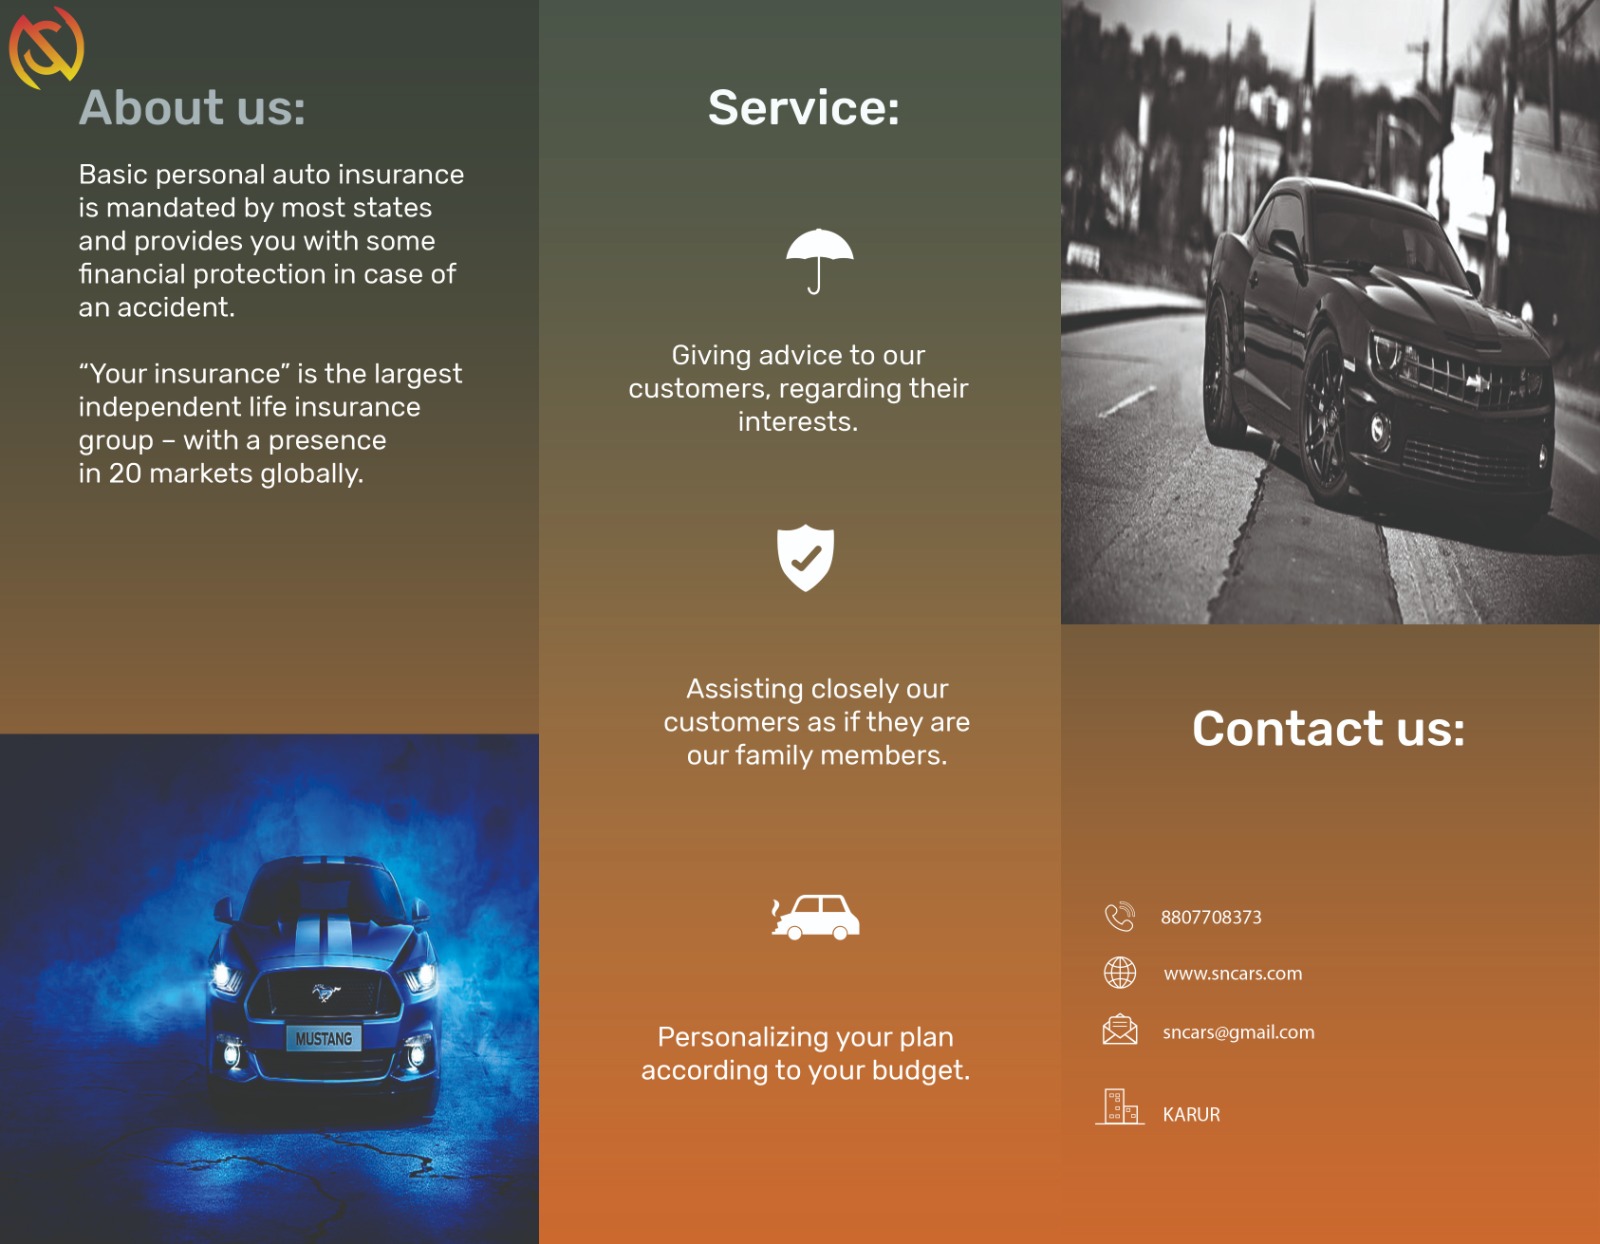 About us:
Basic personal auto insurance
is mandated by most states
and provides you with some
financial protection in case of
an accident.
“Your insurance” is the largest
independent life insurance
group – with a presence
in 20 markets globally.
MUSTANG
Service:
Giving advice to our
customers, regarding their
interests.
Assisting closely our
customers as if they are
our family members.
Personalizing your plan
according to your budget.
Contact us:
8807708373
www.sncars.com
sncars@gmail.com
KARUR